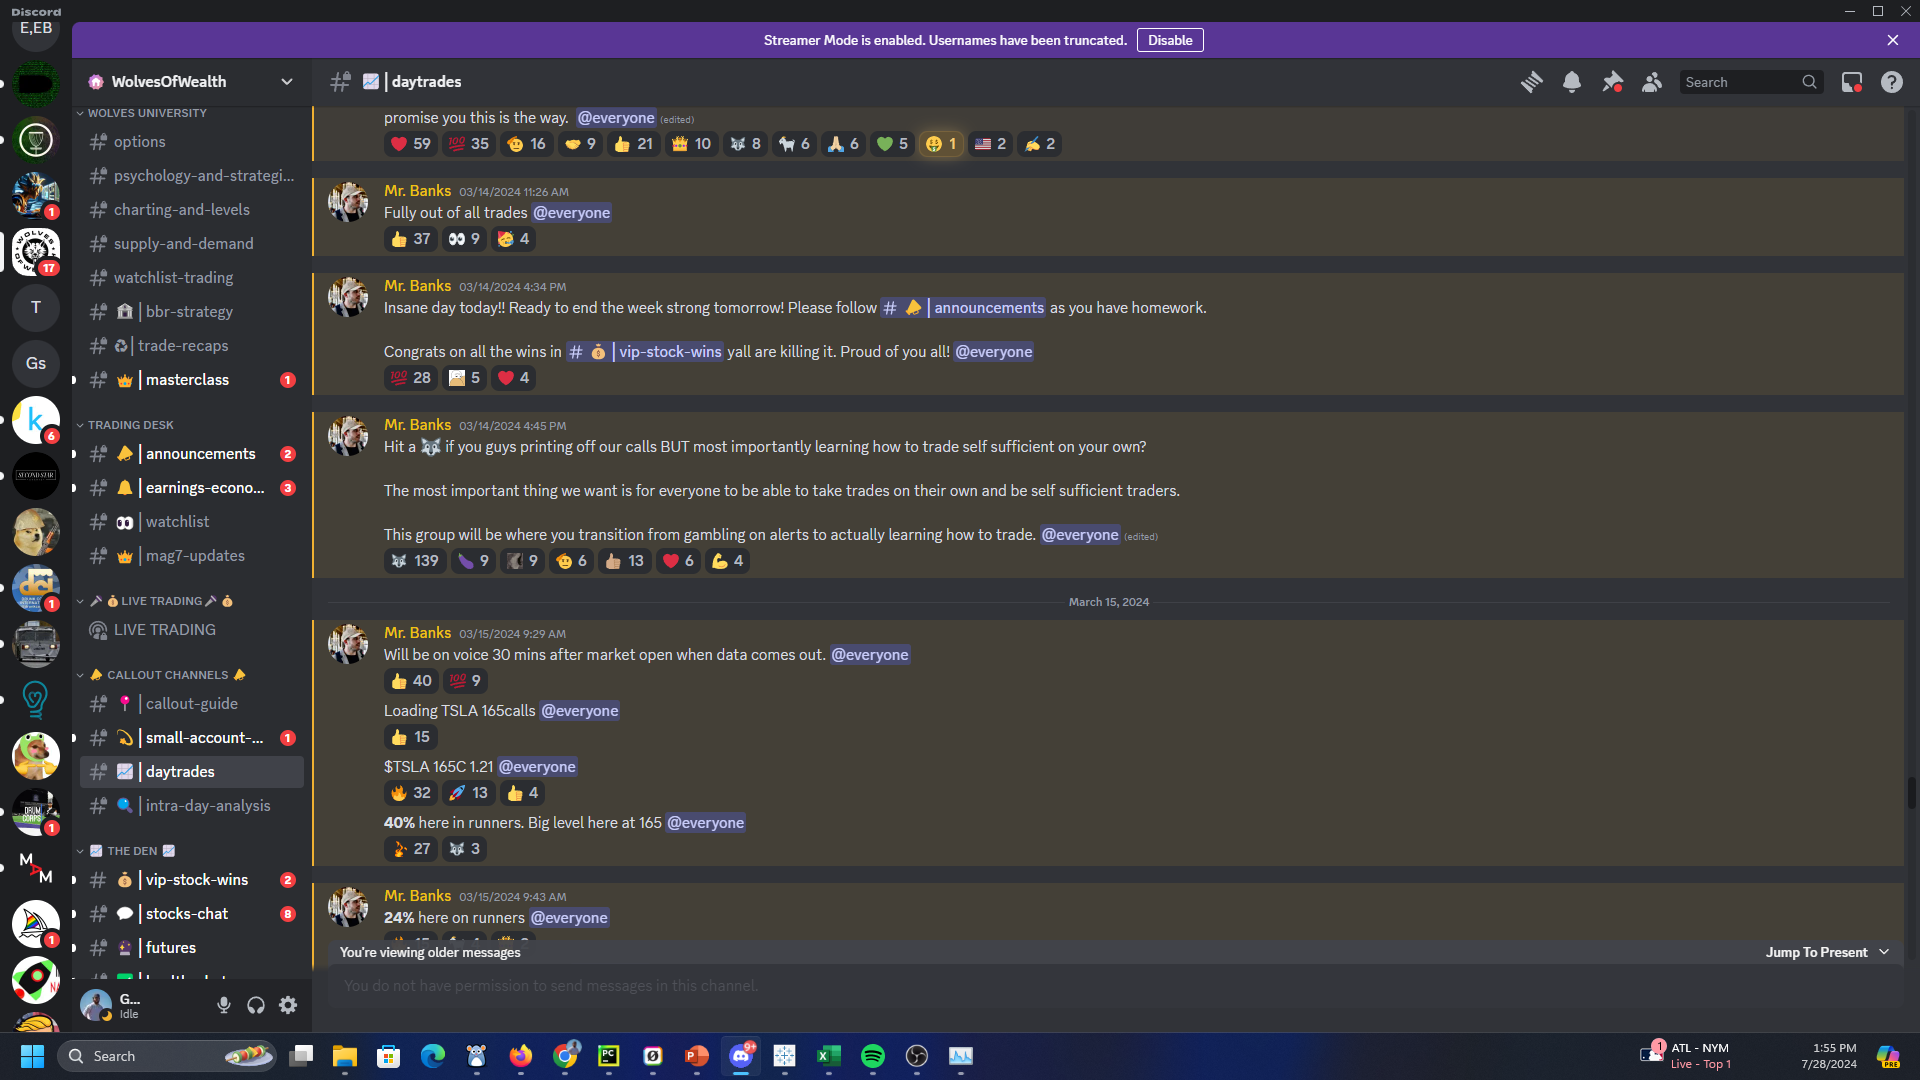 Discord
E,EB
Streamer Mode is enabled. Usernames have been truncated.
Disable
WolvesOfWealth
| daytrades
Search
WOLVES UNIVERSITY
options
psychology-and-strategi...
charting-and-levels
supply-and-demand
watchlist-trading
| bbr-strategy
| trade-recaps
| masterclass 1
TRADING DESK
| announcements 2
| earnings-econo... 3
| watchlist
| mag7-updates
LIVE TRADING
LIVE TRADING
CALLOUT CHANNELS
| callout-guide
| small-account-... 1
| daytrades
| intra-day-analysis
THE DEN
| vip-stock-wins 2
| stocks-chat 8
| futures
1
WOLVES
17
T
Gs
k
6
SECOND STAR
dci
1
DRUM CORPS
1
M A M
1
G...
Idle
promise you this is the way. @everyone (edited)
59 35 16 9 21 10 8 6 6 5 1 2 2
Mr. Banks 03/14/2024 11:26 AM
Fully out of all trades @everyone
37 9 4
Mr. Banks 03/14/2024 4:34 PM
Insane day today!! Ready to end the week strong tomorrow! Please follow # | announcements as you have homework.
Congrats on all the wins in # | vip-stock-wins yall are killing it. Proud of you all! @everyone
28 5 4
Mr. Banks 03/14/2024 4:45 PM
Hit a if you guys printing off our calls BUT most importantly learning how to trade self sufficient on your own?
The most important thing we want is for everyone to be able to take trades on their own and be self sufficient traders.
This group will be where you transition from gambling on alerts to actually learning how to trade. @everyone (edited)
139 9 9 6 13 6 4
March 15, 2024
Mr. Banks 03/15/2024 9:29 AM
Will be on voice 30 mins after market open when data comes out. @everyone
40 9
Loading TSLA 165calls @everyone
15
$TSLA 165C 1.21 @everyone
32 13 4
40% here in runners. Big level here at 165 @everyone
27 3
Mr. Banks 03/15/2024 9:43 AM
24% here on runners @everyone
You're viewing older messages
Jump To Present
You do not have permission to send messages in this channel.
Search
PC
9+
1
ATL - NYM
Live - Top 1
1:55 PM
7/28/2024
PRE